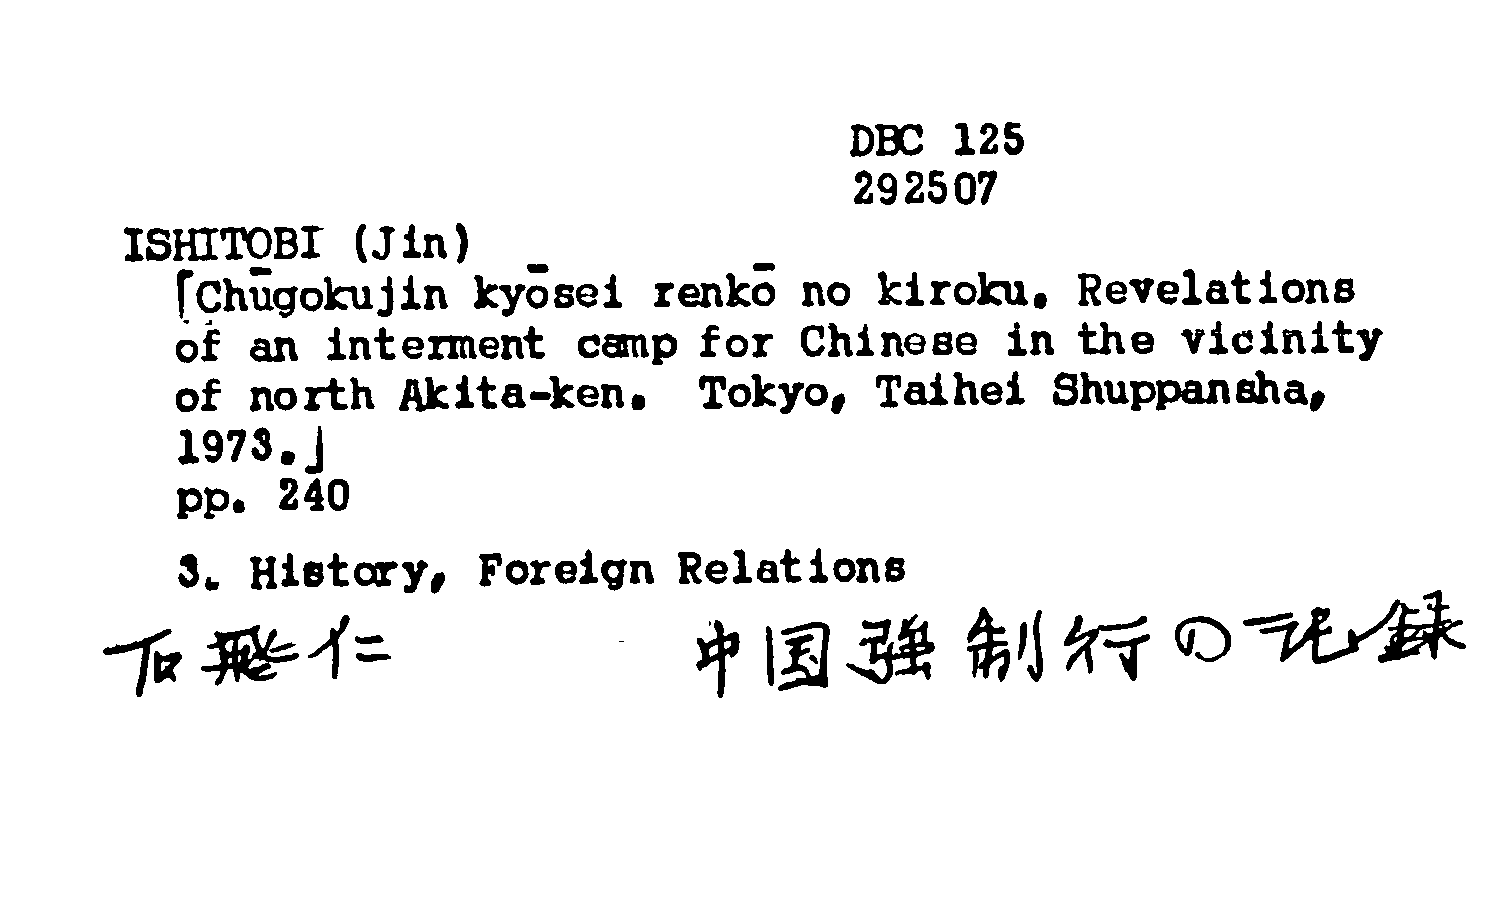 DBC 125
292507
ISHITOBI (Jin)
「Chūgokujin kyōsei renkō no kiroku. Revelations
of an interment camp for Chinese in the vicinity
of north Akita-ken. Tokyo, Taihei Shuppansha,
1973.」
pp. 240
3. History, Foreign Relations
石飛仁 中国强制行の记録